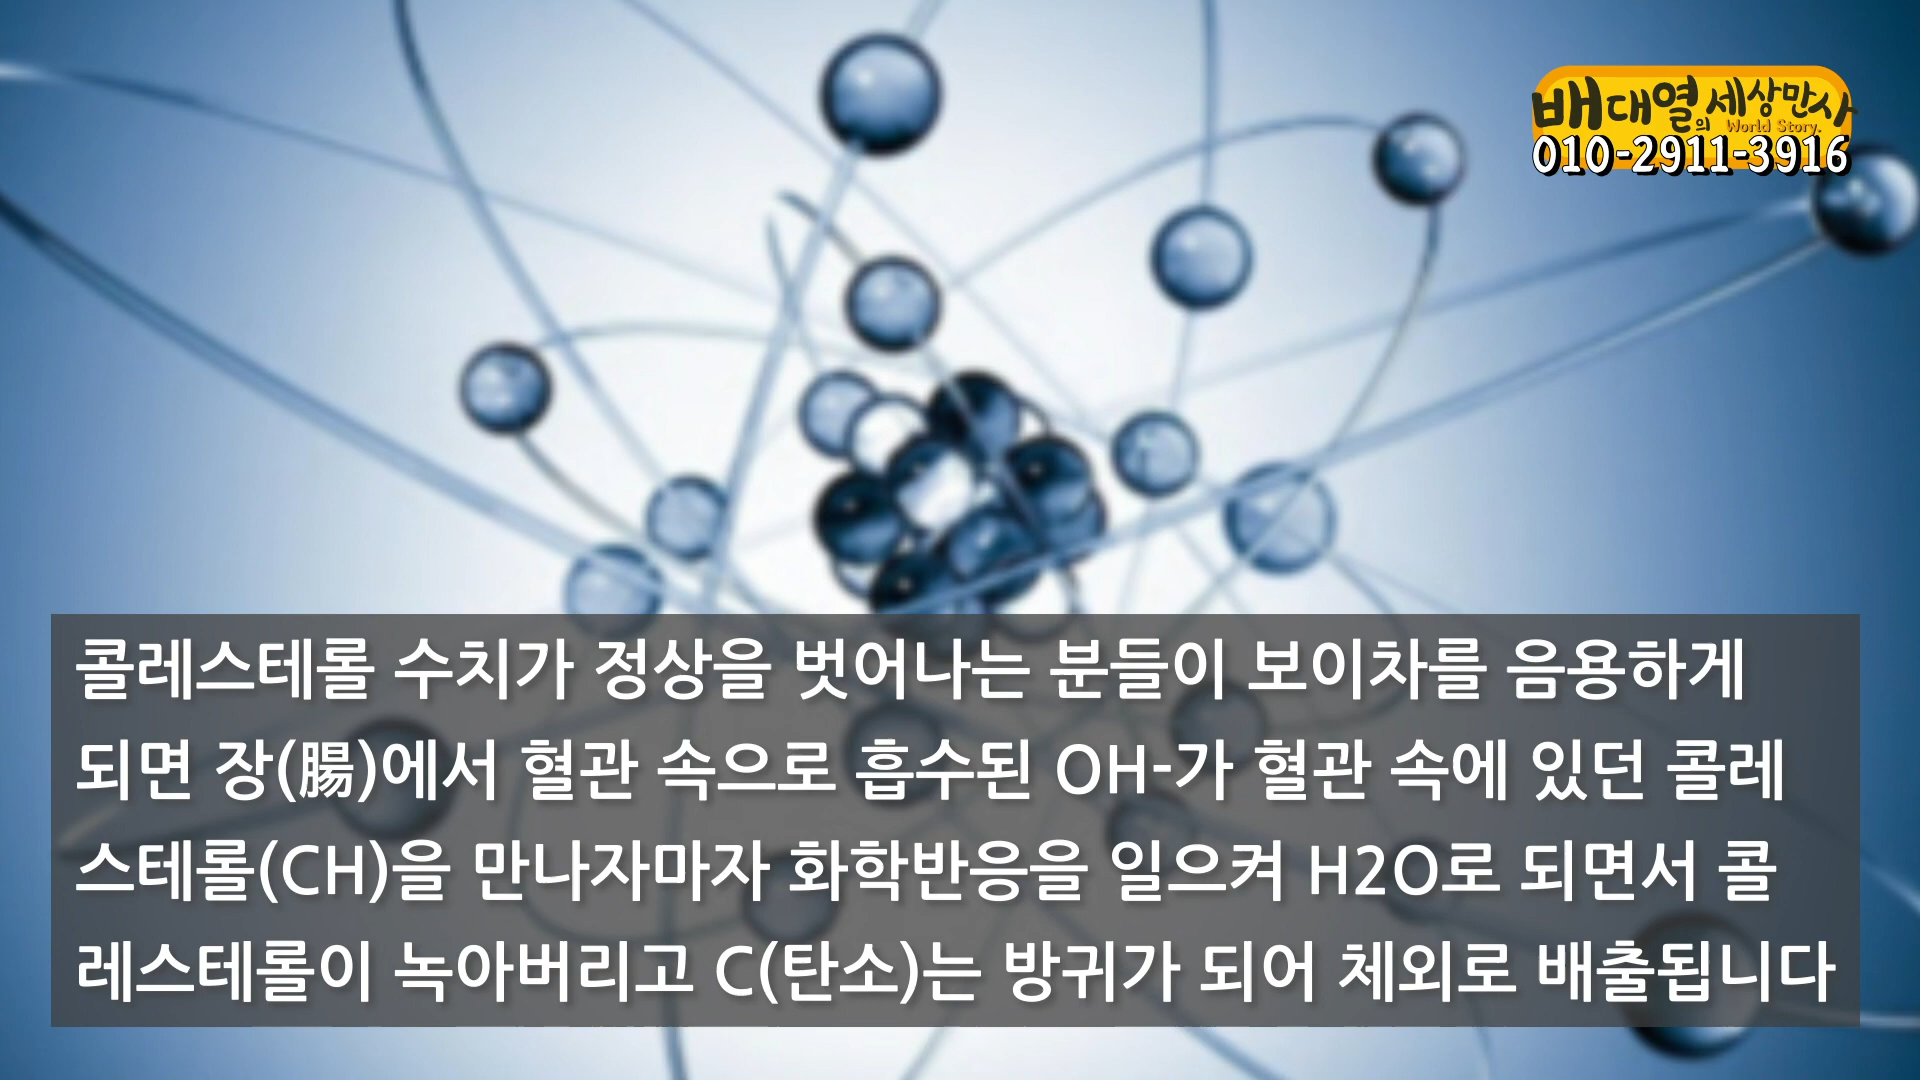 배대열의 세상만사
World Story.
010-2911-3916
콜레스테롤 수치가 정상을 벗어나는 분들이 보이차를 음용하게
되면 장(腸)에서 혈관 속으로 흡수된 OH-가 혈관 속에 있던 콜레
스테롤(CH)을 만나자마자 화학반응을 일으켜 H2O로 되면서 콜
레스테롤이 녹아버리고 C(탄소)는 방귀가 되어 체외로 배출됩니다